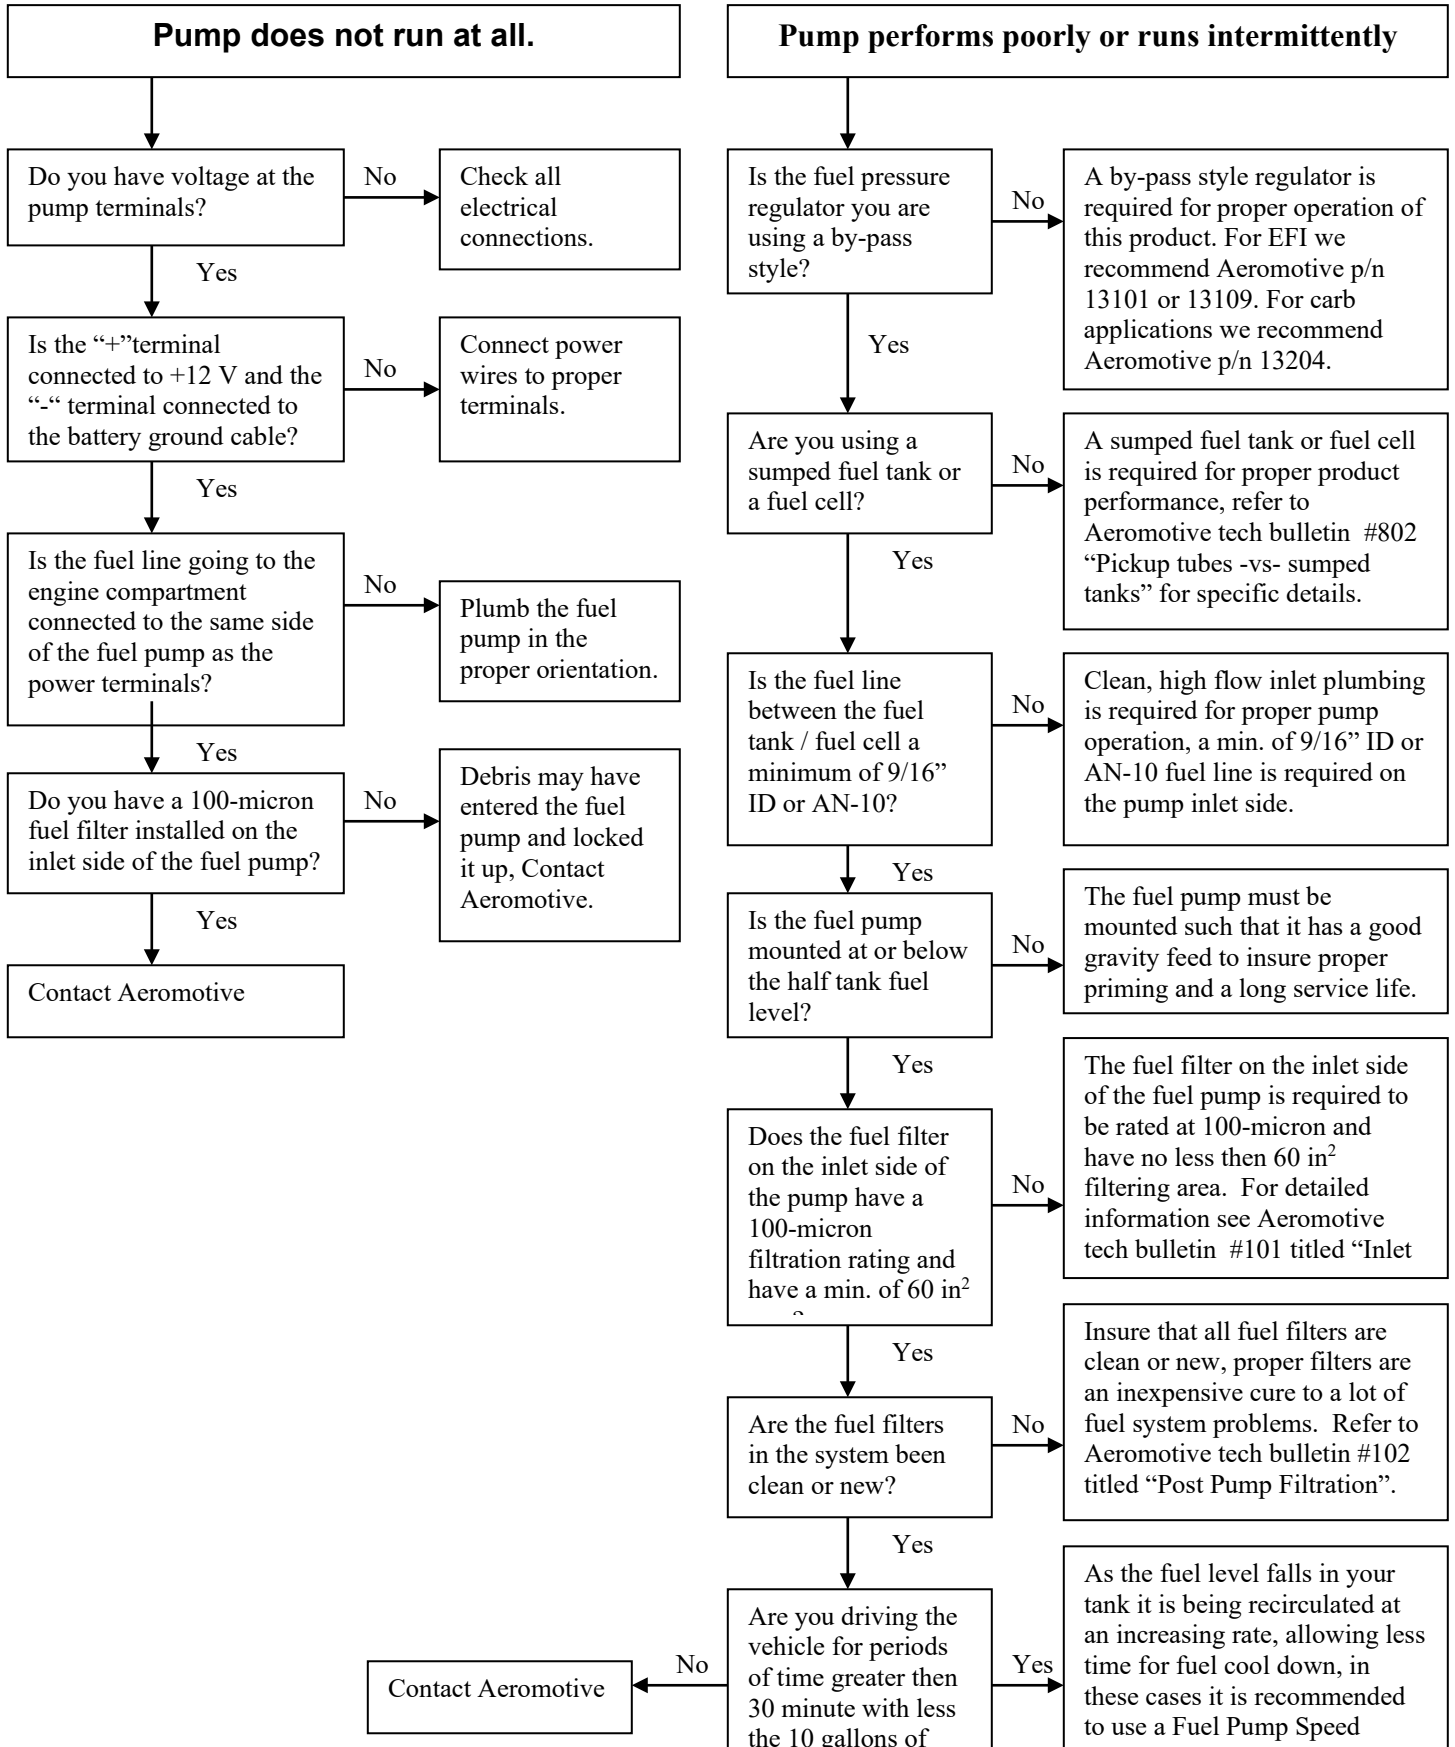 Pump does not run at all.
Do you have voltage at the
pump terminals?
No
Check all
electrical
connections.
Yes
Is the “+”terminal
connected to +12 V and the
“-“ terminal connected to
the battery ground cable?
No
Connect power
wires to proper
terminals.
Yes
Is the fuel line going to the
engine compartment
connected to the same side
of the fuel pump as the
power terminals?
No
Plumb the fuel
pump in the
proper orientation.
Yes
Do you have a 100-micron
fuel filter installed on the
inlet side of the fuel pump?
No
Debris may have
entered the fuel
pump and locked
it up, Contact
Aeromotive.
Yes
Contact Aeromotive
Pump performs poorly or runs intermittently
Is the fuel pressure
regulator you are
using a by-pass
style?
No
A by-pass style regulator is
required for proper operation of
this product. For EFI we
recommend Aeromotive p/n
13101 or 13109. For carb
applications we recommend
Aeromotive p/n 13204.
Yes
Are you using a
sumped fuel tank or
a fuel cell?
No
A sumped fuel tank or fuel cell
is required for proper product
performance, refer to
Aeromotive tech bulletin  #802
“Pickup tubes -vs- sumped
tanks” for specific details.
Yes
Is the fuel line
between the fuel
tank / fuel cell a
minimum of 9/16”
ID or AN-10?
No
Clean, high flow inlet plumbing
is required for proper pump
operation, a min. of 9/16” ID or
AN-10 fuel line is required on
the pump inlet side.
Yes
Is the fuel pump
mounted at or below
the half tank fuel
level?
No
The fuel pump must be
mounted such that it has a good
gravity feed to insure proper
priming and a long service life.
Yes
Does the fuel filter
on the inlet side of
the pump have a
100-micron
filtration rating and
have a min. of 60 in²
No
The fuel filter on the inlet side
of the fuel pump is required to
be rated at 100-micron and
have no less then 60 in²
filtering area.  For detailed
information see Aeromotive
tech bulletin  #101 titled “Inlet
Yes
Are the fuel filters
in the system been
clean or new?
No
Insure that all fuel filters are
clean or new, proper filters are
an inexpensive cure to a lot of
fuel system problems.  Refer to
Aeromotive tech bulletin #102
titled “Post Pump Filtration”.
Yes
Are you driving the
vehicle for periods
of time greater then
30 minute with less
the 10 gallons of
No
Contact Aeromotive
Yes
As the fuel level falls in your
tank it is being recirculated at
an increasing rate, allowing less
time for fuel cool down, in
these cases it is recommended
to use a Fuel Pump Speed